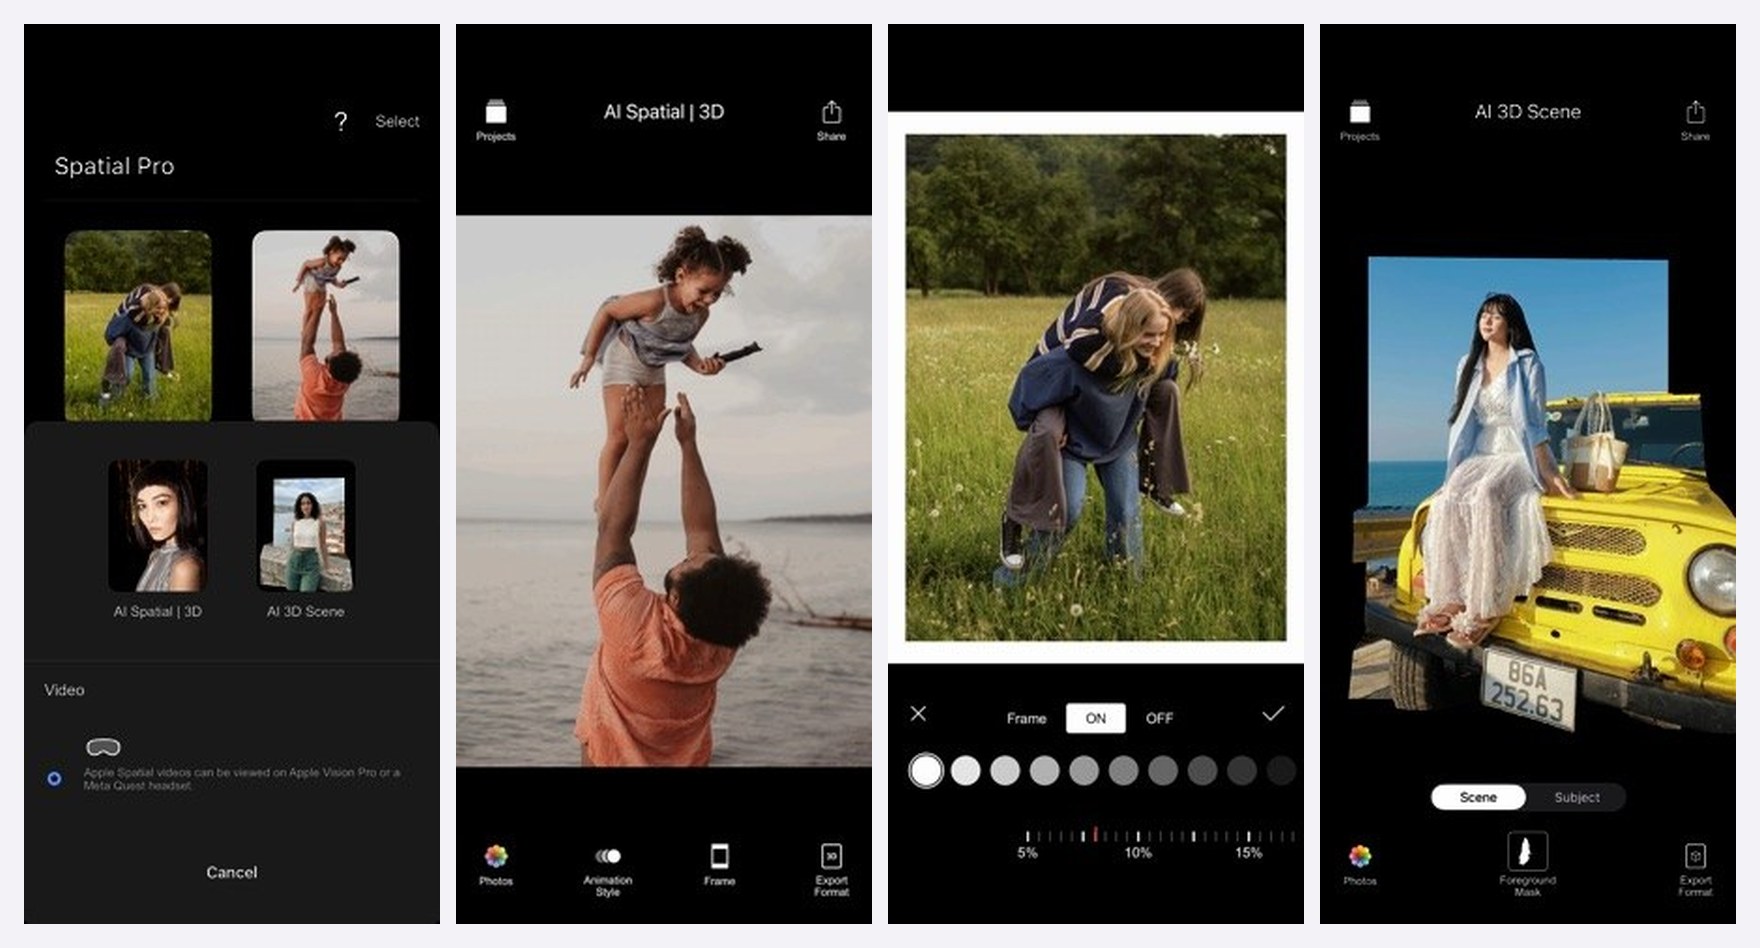 ? Select
Spatial Pro
AI Spatial | 3D
AI 3D Scene
Video
Apple Spatial videos can be viewed on Apple Vision Pro or a
Meta Quest headset
Cancel
Projects
AI Spatial | 3D
Share
Photos
Animation
Style
Frame
3D
Export
Format
Frame ON OFF
5% 10% 15%
Projects
AI 3D Scene
Share
86A
252.63
Scene Subject
Photos
Foreground
Mask
Export
Format